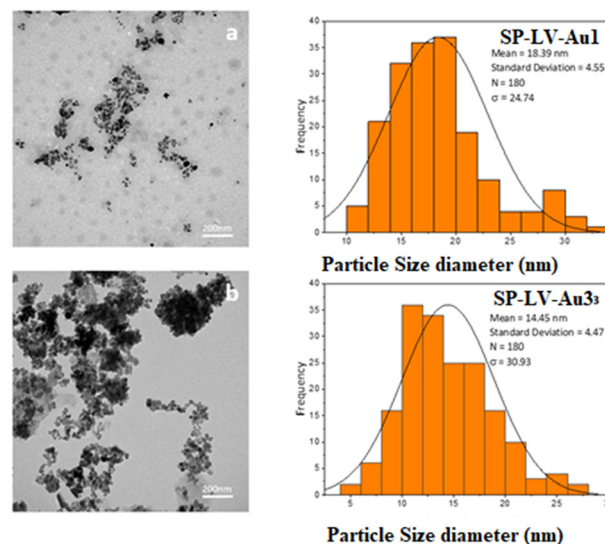 a
200nm
40
35
30
25
20
15
10
5
0
Frequency
SP-LV-Au1
Mean = 18.39 nm
Standard Deviation = 4.55
N = 180
σ = 24.74
10 15 20 25 30
Particle Size diameter (nm)
b
200nm
40
35
30
25
20
15
10
5
0
Frequency
SP-LV-Au3₃
Mean = 14.45 nm
Standard Deviation = 4.47
N = 180
σ = 30.93
5 10 15 20 25
Particle Size diameter (nm)